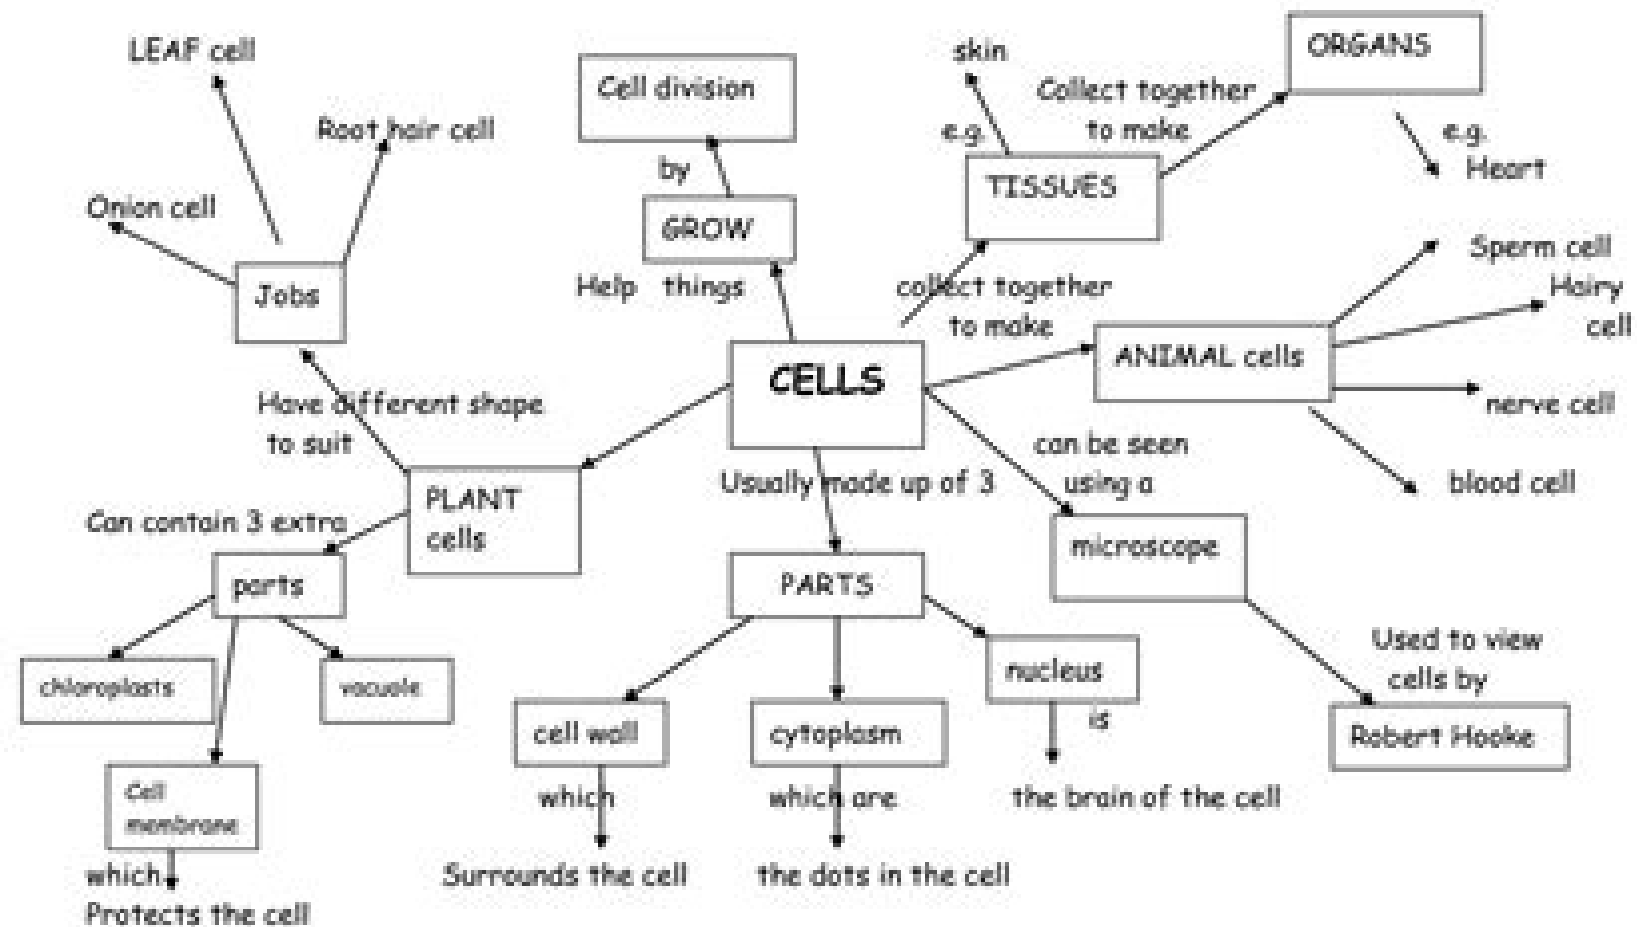 LEAF cell
skin
ORGANS
Cell division
Collect together
to make
Root hair cell
e.g.
e.g.
Heart
by
TISSUES
Onion cell
GROW
Sperm cell
Help things
collect together
to make
Hairy
cell
Jobs
ANIMAL cells
CELLS
Have different shape
to suit
nerve cell
can be seen
using a
Usually made up of 3
blood cell
PLANT
cells
Can contain 3 extra
microscope
parts
PARTS
Used to view
cells by
nucleus
chloroplasts
vacuole
is
cell wall
cytoplasm
Robert Hooke
Cell
membrane
which
which are
the brain of the cell
which
Surrounds the cell
the dots in the cell
Protects the cell